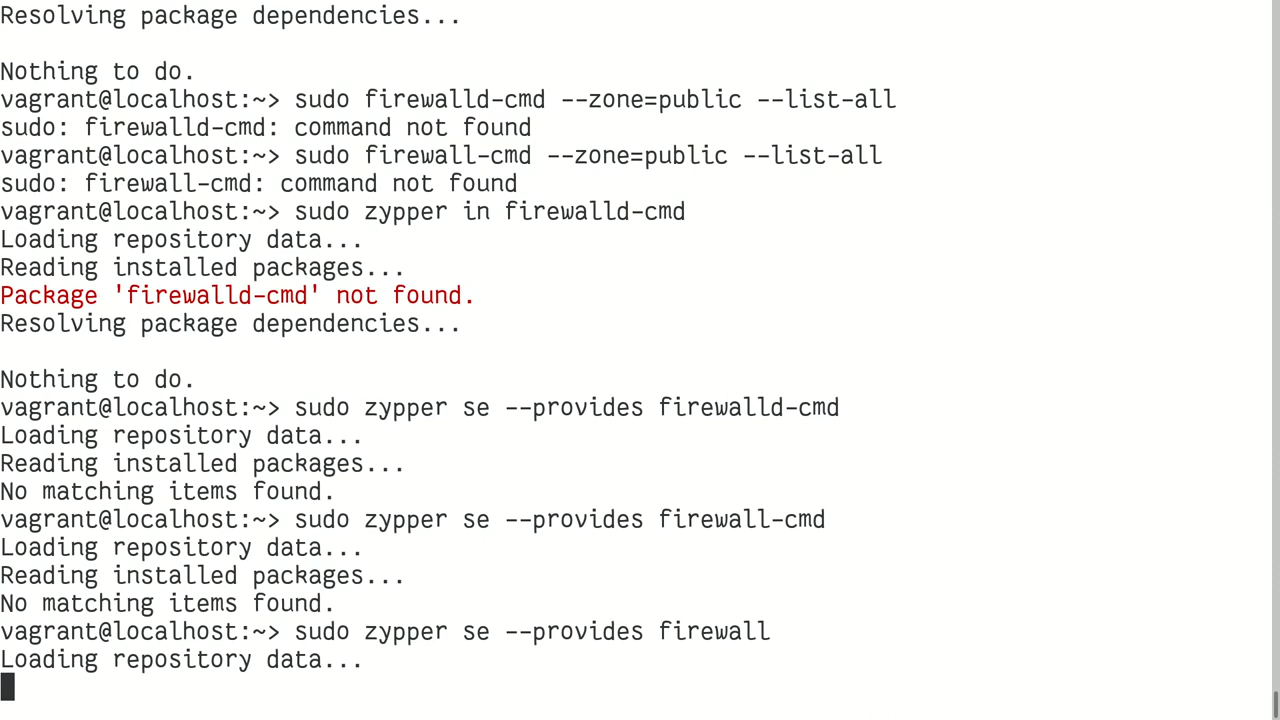 Resolving package dependencies...
Nothing to do.
vagrant@localhost:~> sudo firewalld-cmd --zone=public --list-all
sudo: firewalld-cmd: command not found
vagrant@localhost:~> sudo firewall-cmd --zone=public --list-all
sudo: firewall-cmd: command not found
vagrant@localhost:~> sudo zypper in firewalld-cmd
Loading repository data...
Reading installed packages...
Package 'firewalld-cmd' not found.
Resolving package dependencies...
Nothing to do.
vagrant@localhost:~> sudo zypper se --provides firewalld-cmd
Loading repository data...
Reading installed packages...
No matching items found.
vagrant@localhost:~> sudo zypper se --provides firewall-cmd
Loading repository data...
Reading installed packages...
No matching items found.
vagrant@localhost:~> sudo zypper se --provides firewall
Loading repository data...